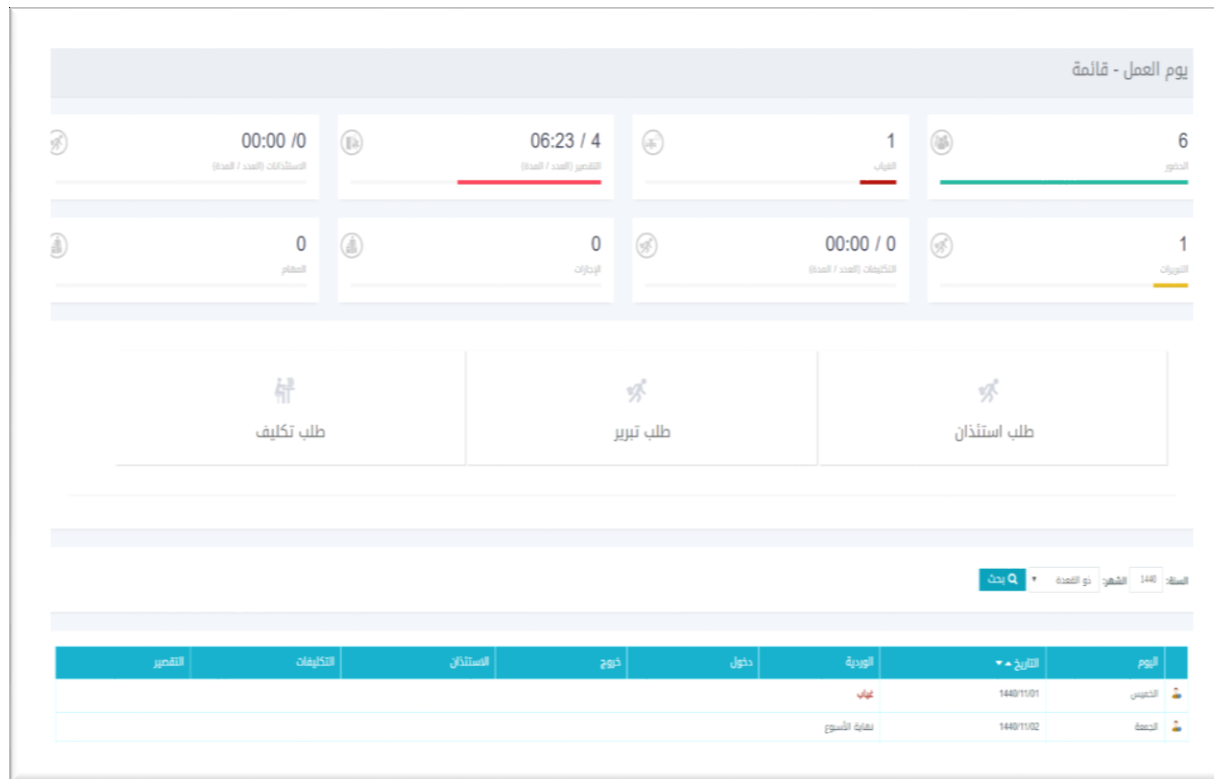 يوم العمل - قائمة
6
الحضور
1
الغياب
06:23 / 4
التقصير (العدد / المدة)
00:00 /0
الاستئذانات (العدد / المدة)
1
التبريرات
00:00 / 0
التكليفات (العدد / المدة)
0
الإجازات
0
المهام
طلب استئذان
طلب تبرير
طلب تكليف
السنة: 1440 الشهر: ذو القعدة بحث
اليوم التاريخ الوردية دخول خروج الاستئذان التكليفات التقصير
الخميس 1440/11/01 غياب
الجمعة 1440/11/02 نهاية الأسبوع